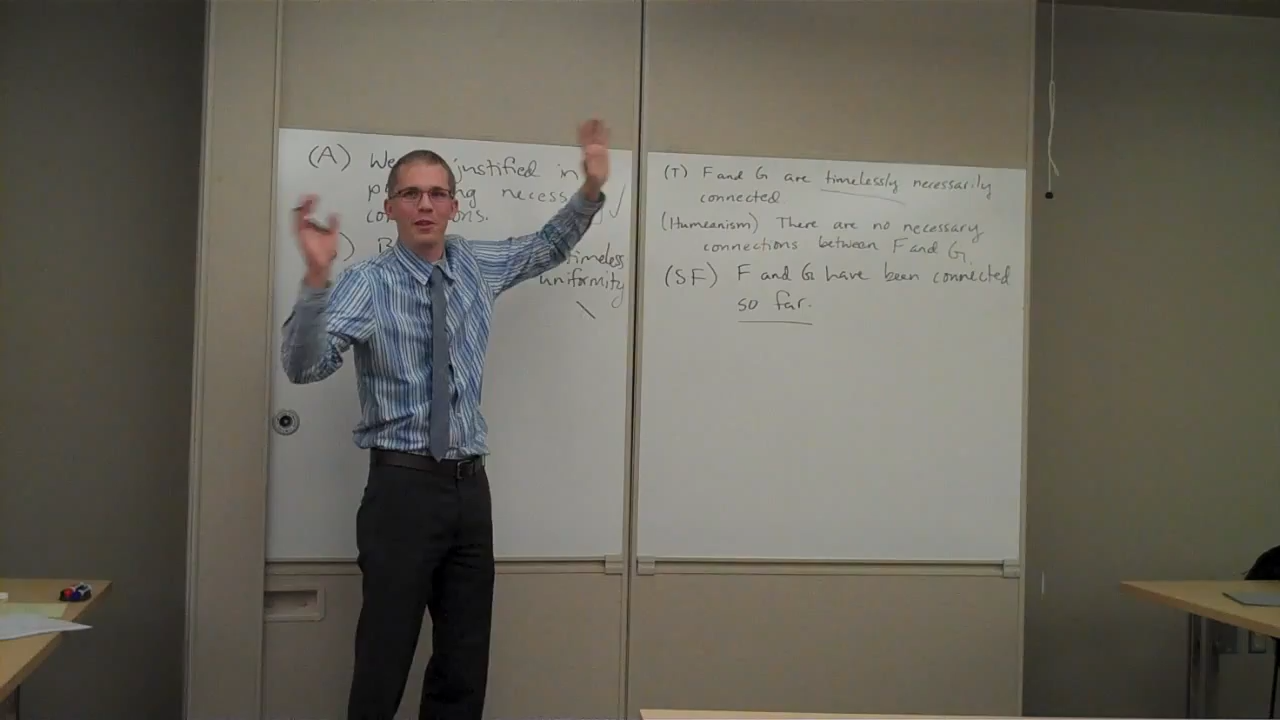 (A) We justified in
necess
timeless
uniformity
(T) F and G are timelessly necessarily
connected
(Humeanism) There are no necessary
connections between F and G.
(SF) F and G have been connected
so far.